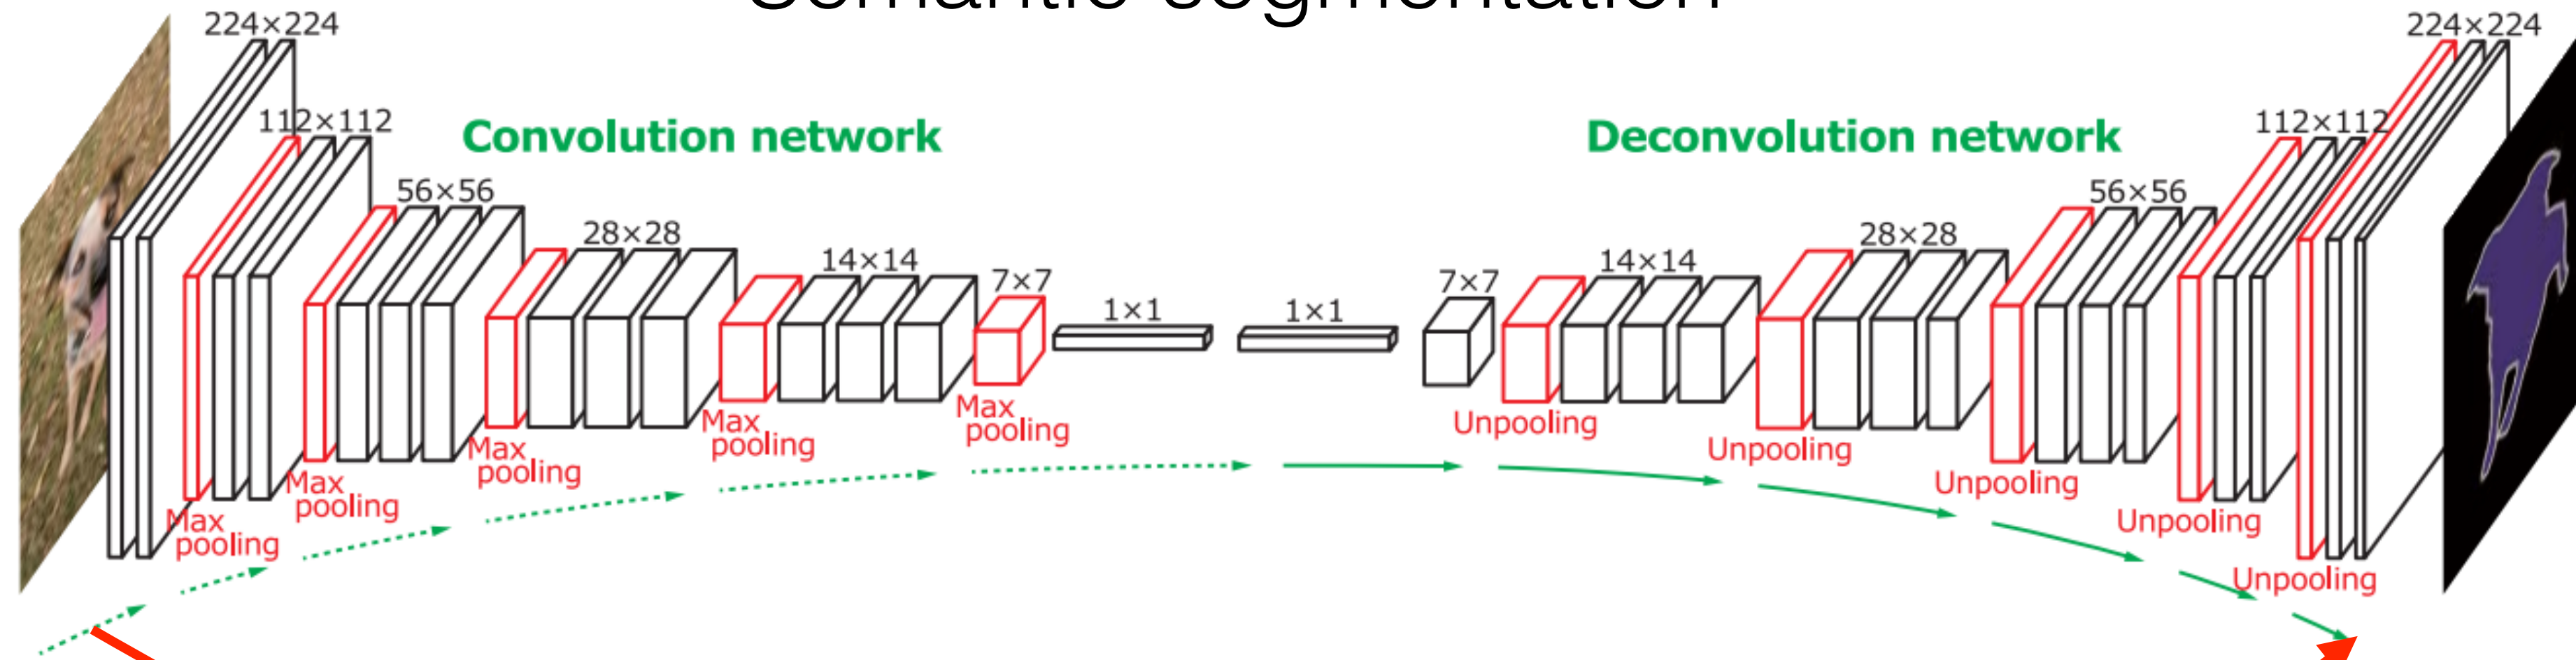 Semantic segmentation
224×224
112×112
56×56
28×28
14×14
7×7
1×1
1×1
7×7
14×14
28×28
56×56
112×112
224×224
Convolution network
Deconvolution network
Max
pooling
Max
pooling
Max
pooling
Max
pooling
Max
pooling
Unpooling
Unpooling
Unpooling
Unpooling
Unpooling